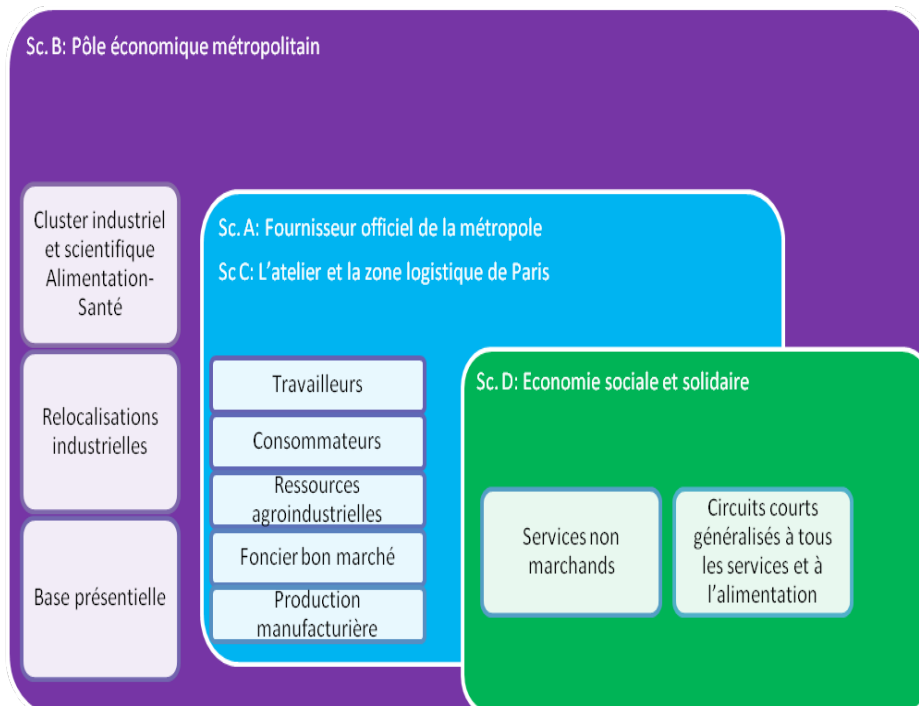 Sc. B: Pôle économique métropolitain
Cluster industriel
et scientifique
Alimentation-
Santé
Relocalisations
industrielles
Base présentielle
Sc. A: Fournisseur officiel de la métropole
Sc C: L'atelier et la zone logistique de Paris
Travailleurs
Consommateurs
Ressources
agroindustrielles
Foncier bon marché
Production
manufacturière
Sc. D: Economie sociale et solidaire
Services non
marchands
Circuits courts
généralisés à tous
les services et à
l'alimentation